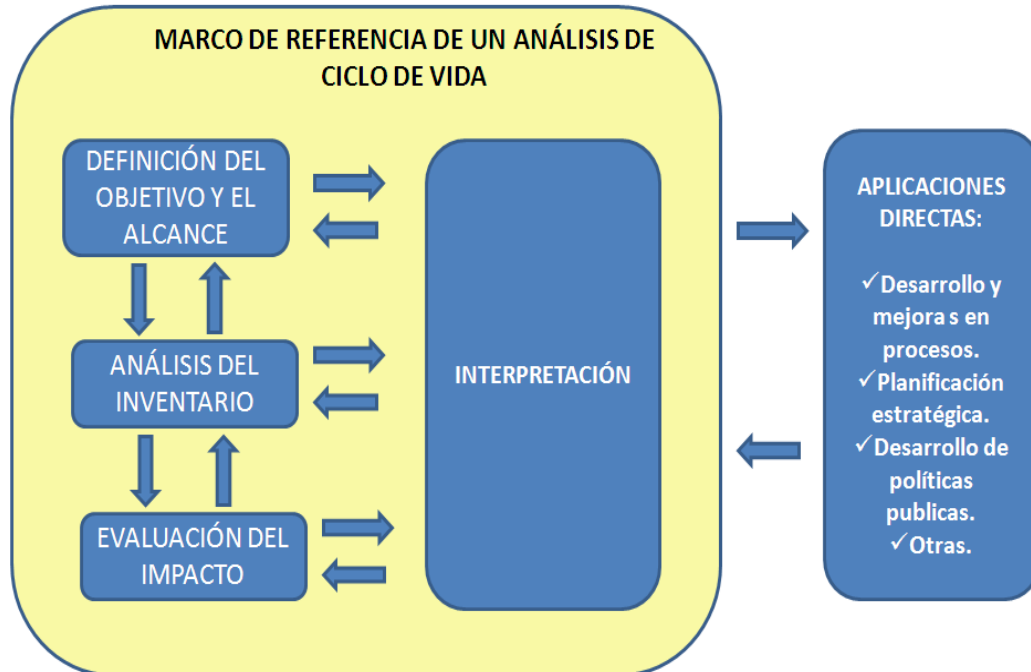 MARCO DE REFERENCIA DE UN ANÁLISIS DE
CICLO DE VIDA
DEFINICIÓN DEL
OBJETIVO Y EL
ALCANCE
ANÁLISIS DEL
INVENTARIO
EVALUACIÓN DEL
IMPACTO
INTERPRETACIÓN
APLICACIONES
DIRECTAS:
✓Desarrollo y
mejora s en
procesos.
✓Planificación
estratégica.
✓Desarrollo de
políticas
publicas.
✓Otras.